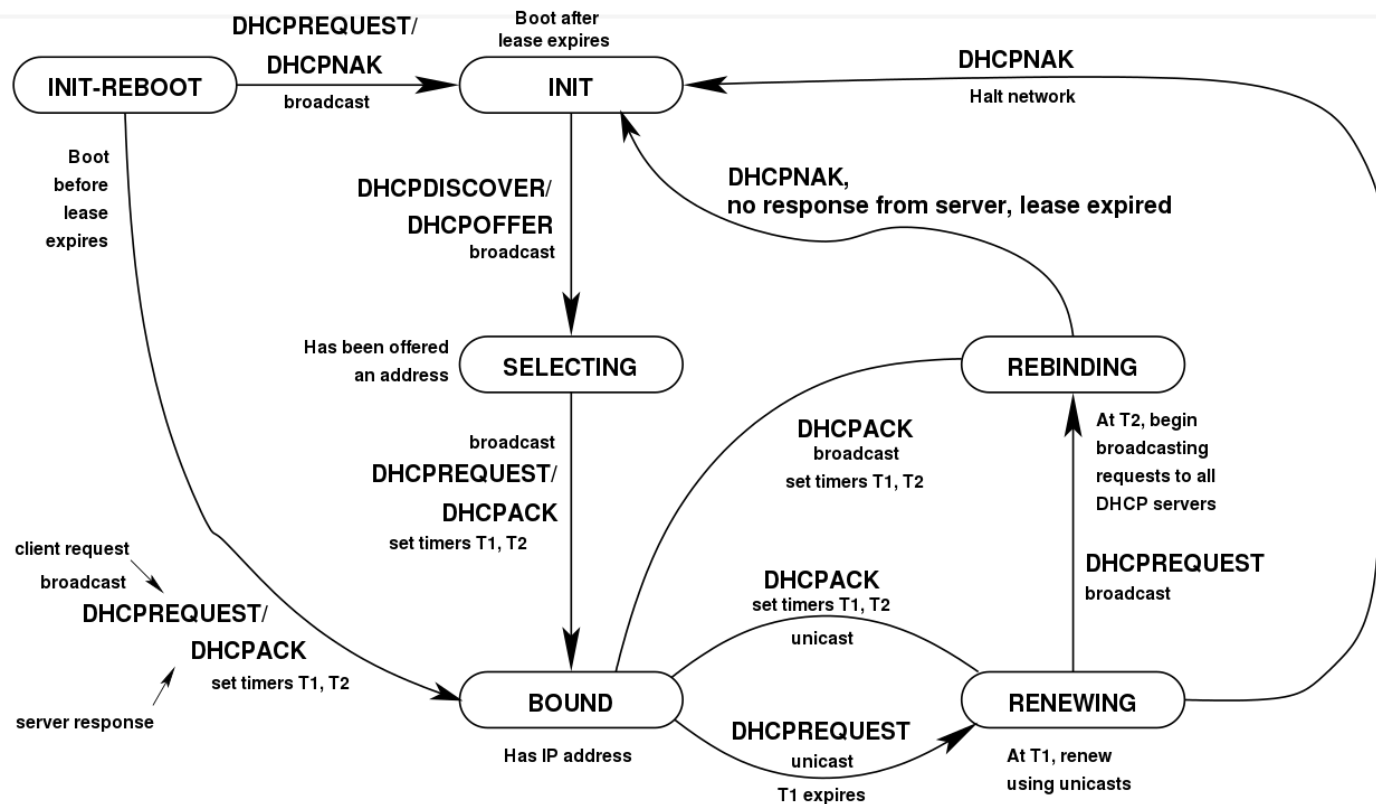 DHCPREQUEST/
DHCPNAK
broadcast
Boot after
lease expires
DHCPNAK
Halt network
INIT-REBOOT
INIT
Boot
before
lease
expires
DHCPDISCOVER/
DHCPOFFER
broadcast
DHCPNAK,
no response from server, lease expired
Has been offered
an address
SELECTING
REBINDING
broadcast
DHCPREQUEST/
DHCPACK
set timers T1, T2
DHCPACK
broadcast
set timers T1, T2
At T2, begin
broadcasting
requests to all
DHCP servers
DHCPREQUEST
broadcast
client request
broadcast
DHCPREQUEST/
DHCPACK
set timers T1, T2
server response
DHCPACK
set timers T1, T2
unicast
BOUND
Has IP address
RENEWING
DHCPREQUEST
unicast
T1 expires
At T1, renew
using unicasts